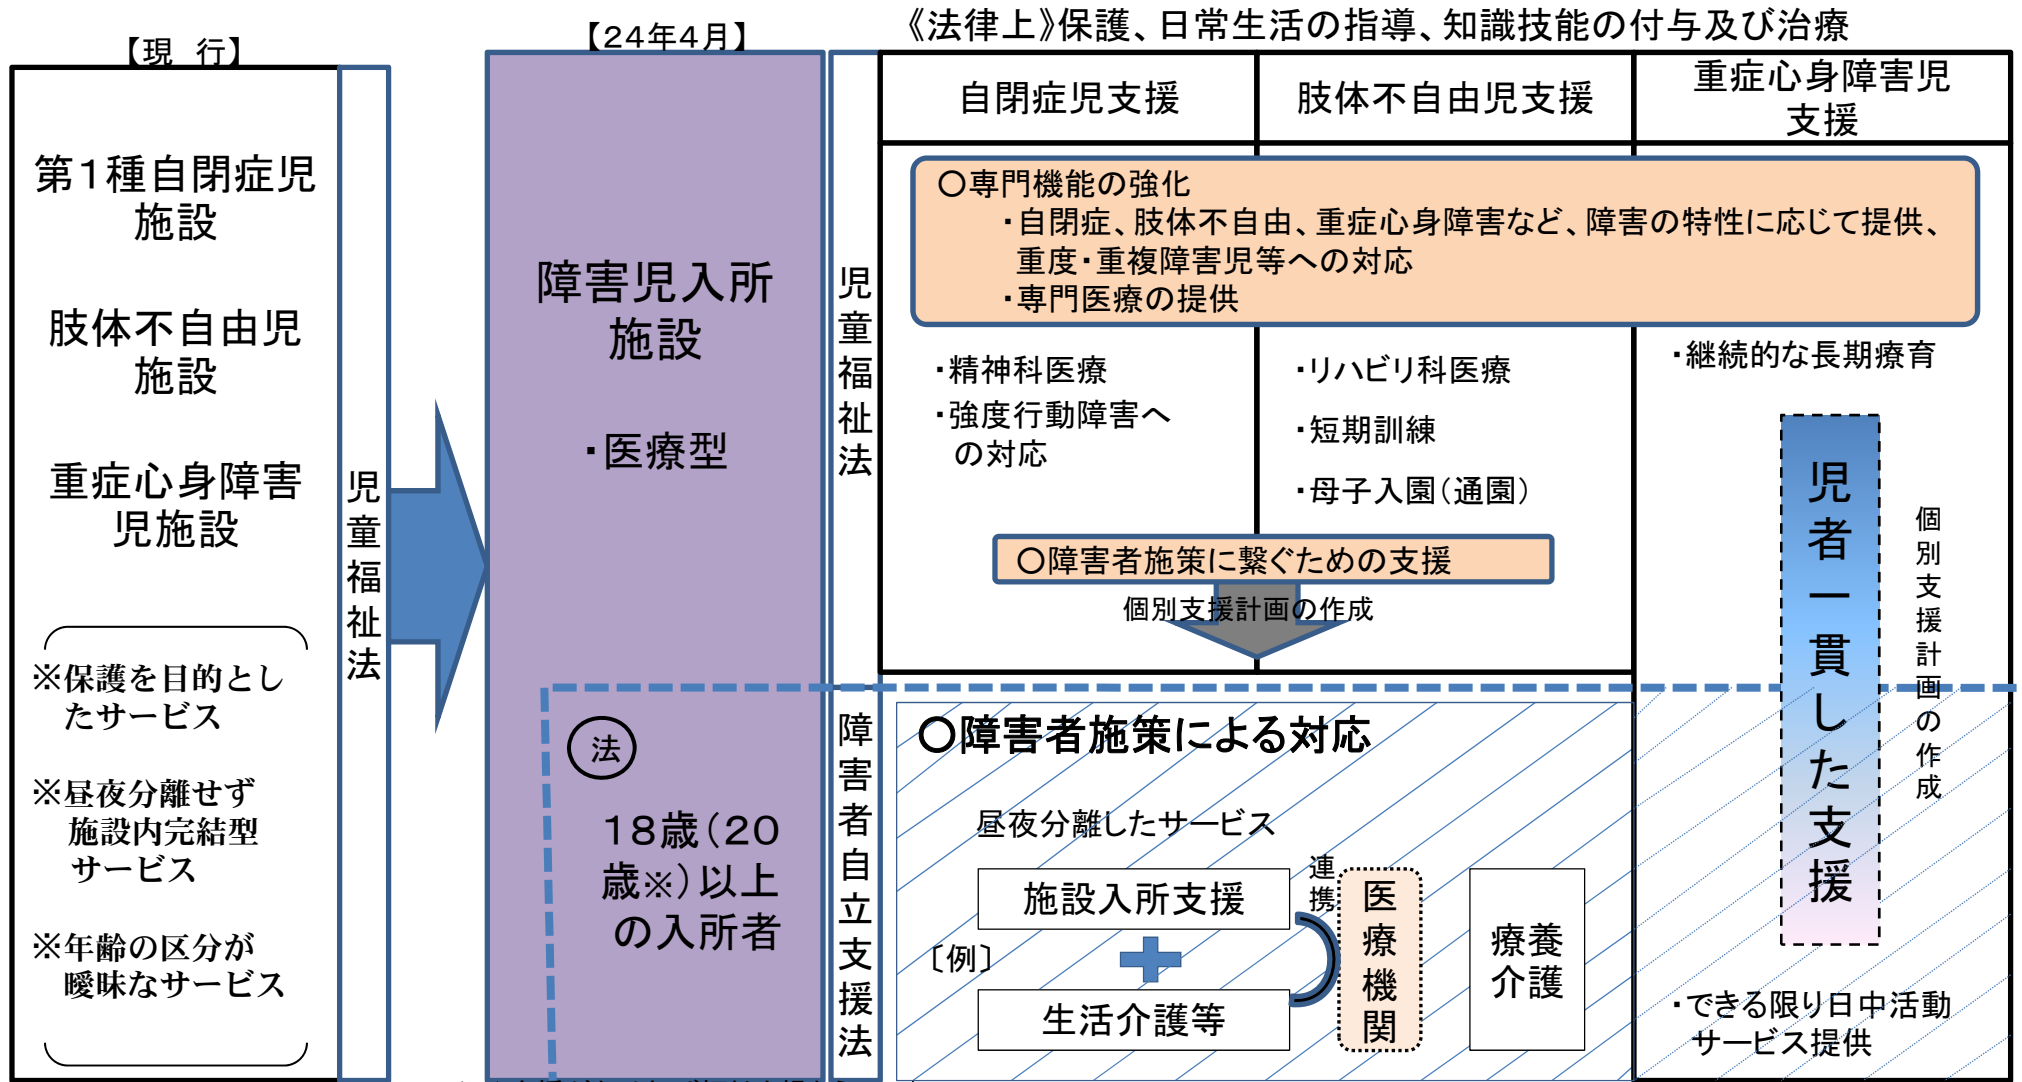 【現　行】
第1種自閉症児
施設
肢体不自由児
施設
重症心身障害
児施設
※保護を目的とし
たサービス
※昼夜分離せず
施設内完結型
サービス
※年齢の区分が
曖昧なサービス
児童福祉法
【24年4月】
障害児入所
施設
・医療型
法
18歳(20
歳※)以上
の入所者
児童福祉法
障害者自立支援法
《法律上》保護、日常生活の指導、知識技能の付与及び治療
自閉症児支援
肢体不自由児支援
重症心身障害児
支援
○専門機能の強化
・自閉症、肢体不自由、重症心身障害など、障害の特性に応じて提供、
重度・重複障害児等への対応
・専門医療の提供
・精神科医療
・強度行動障害へ
の対応
・リハビリ科医療
・短期訓練
・母子入園(通園)
・継続的な長期療育
○障害者施策に繋ぐための支援
個別支援計画の作成
児者一貫した支援
個別支援計画の作成
○障害者施策による対応
昼夜分離したサービス
〔例〕
施設入所支援
生活介護等
連携
医療機関
療養
介護
・できる限り日中活動
サービス提供